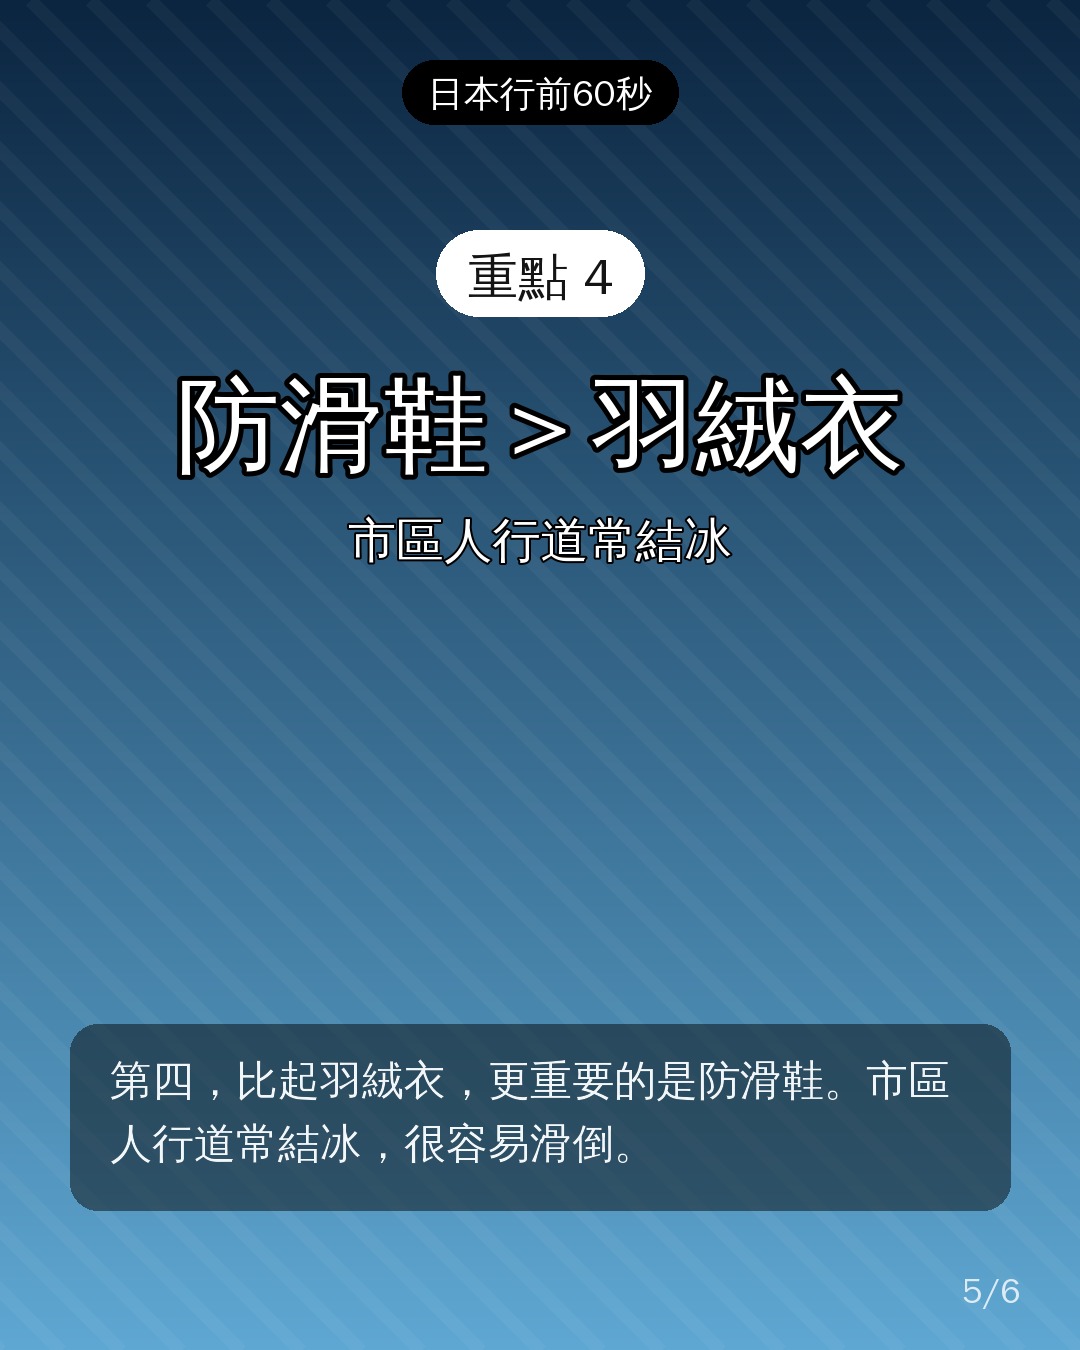 日本行前60秒
重點 4
防滑鞋＞羽絨衣
市區人行道常結冰
第四，比起羽絨衣，更重要的是防滑鞋。市區
人行道常結冰，很容易滑倒。
5/6